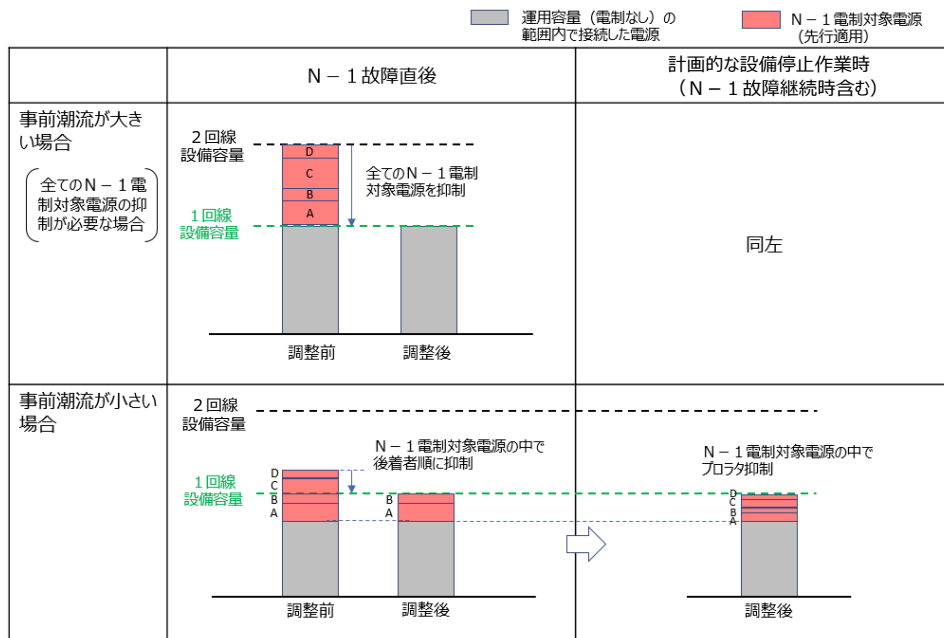 運用容量（電制なし）の
範囲内で接続した電源
Ｎ－１電制対象電源
（先行適用）
Ｎ－１故障直後
計画的な設備停止作業時
（Ｎ－１故障継続時含む）
事前潮流が大き
い場合
全てのＮ－１電
制対象電源の抑
制が必要な場合
２回線
設備容量
D
C
B
A
全てのＮ－１電制
対象電源を抑制
１回線
設備容量
調整前
調整後
同左
事前潮流が小さい
場合
２回線
設備容量
Ｎ－１電制対象電源の中で
後着者順に抑制
１回線
設備容量
D
C
B
A
B
A
調整前
調整後
Ｎ－１電制対象電源の中で
プロラタ抑制
D
C
B
A
調整後